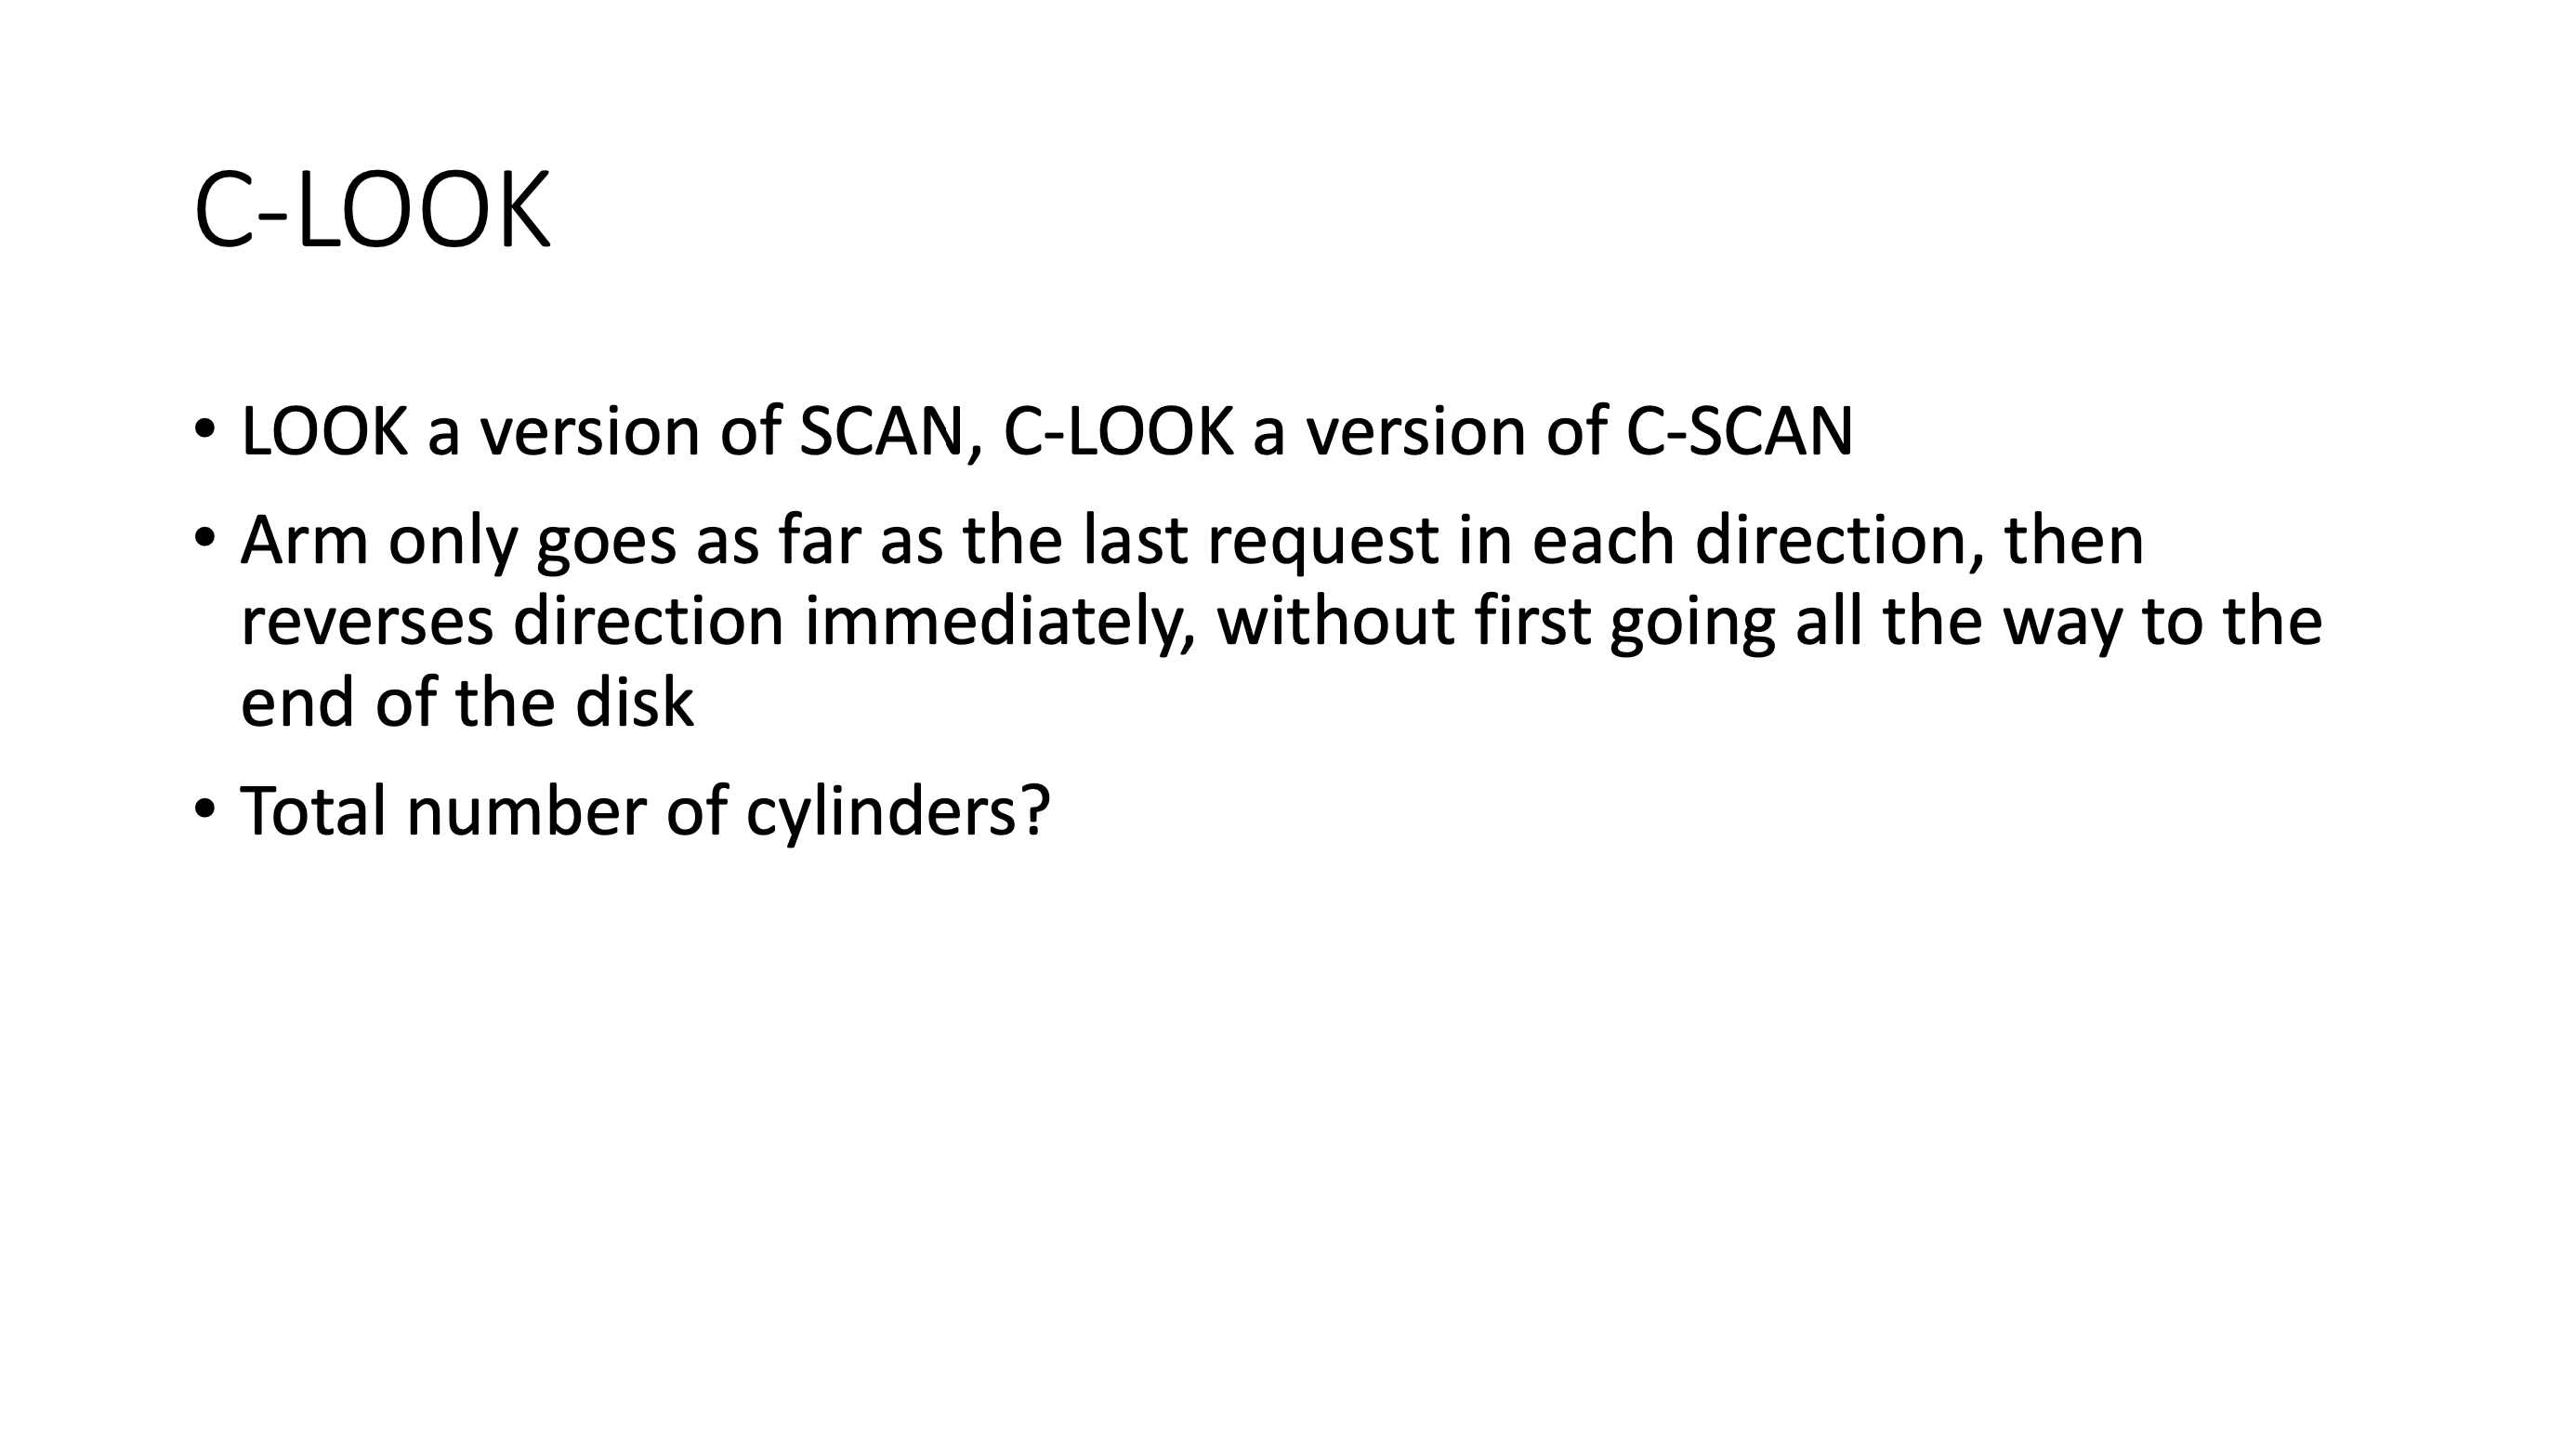 C-LOOK
• LOOK a version of SCAN, C-LOOK a version of C-SCAN
• Arm only goes as far as the last request in each direction, then
reverses direction immediately, without first going all the way to the
end of the disk
• Total number of cylinders?